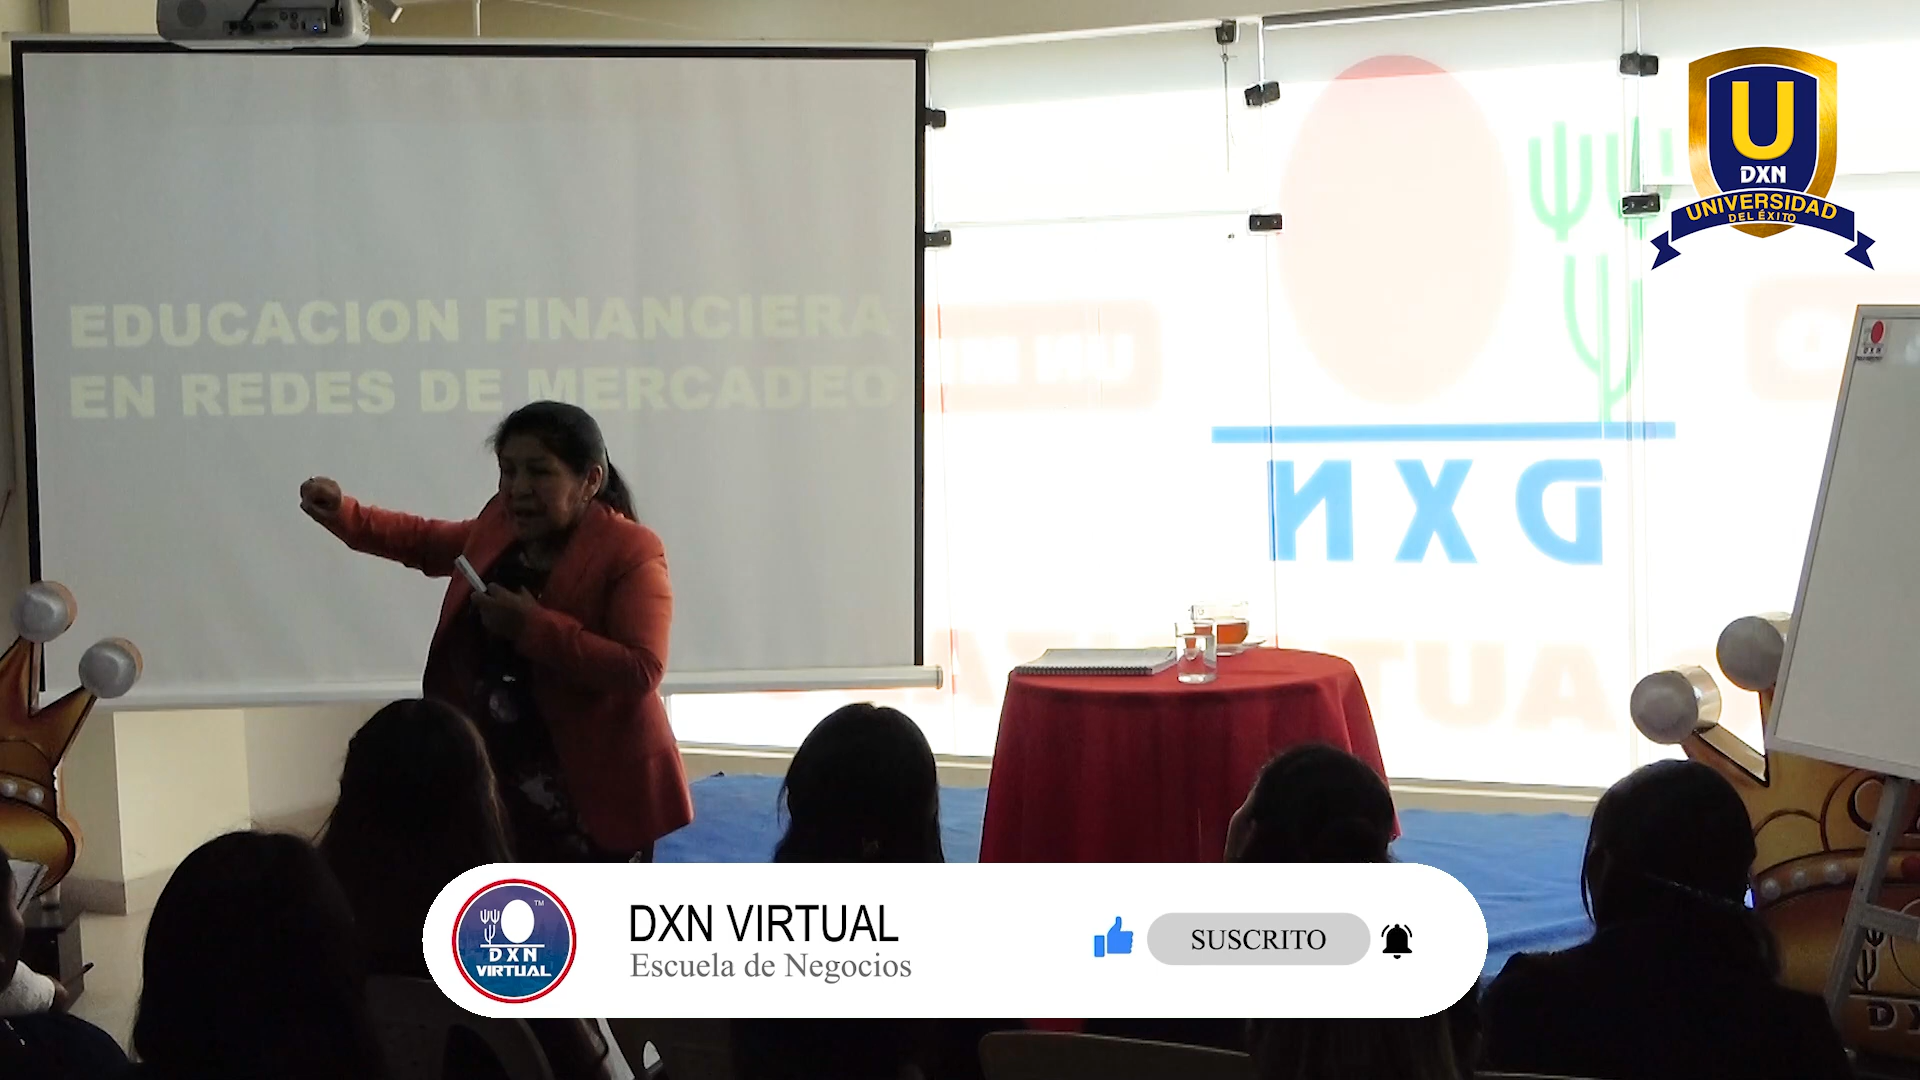 EDUCACION FINANCIERA
EN REDES DE MERCADEO
U
DXN
UNIVERSIDAD
DEL ÉXITO
DXN
DXN
VIRTUAL
TM
DXN VIRTUAL
Escuela de Negocios
SUSCRITO